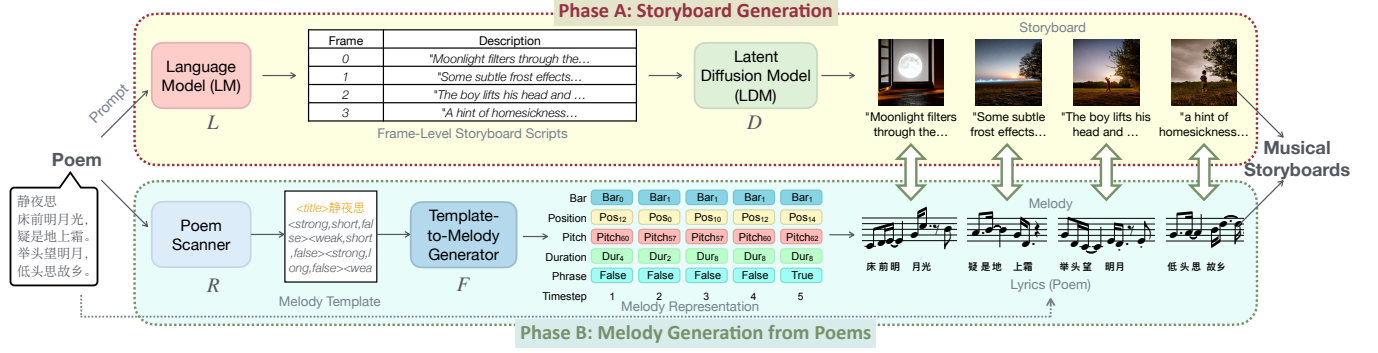 Phase A: Storyboard Generation
Prompt
Language
Model (LM)
L
Frame Description
0 "Moonlight filters through the…
1 "Some subtle frost effects…
2 "The boy lifts his head and …
3 "A hint of homesickness…
Frame-Level Storyboard Scripts
Latent
Diffusion Model
(LDM)
D
Storyboard
"Moonlight filters
through the…
"Some subtle
frost effects…
"The boy lifts his
head and …
"a hint of
homesickness…
Musical
Storyboards
Poem
静夜思
床前明月光，
疑是地上霜。
举头望明月，
低头思故乡。
Poem
Scanner
R
<title>静夜思
<strong,short,fal
se><weak,short
,false><strong,l
ong,false><wea
Melody Template
Template-
to-Melody
Generator
F
Bar Bar0 Bar1 Bar1 Bar1 Bar1
Position Pos12 Pos0 Pos10 Pos12 Pos14
Pitch Pitch60 Pitch57 Pitch57 Pitch60 Pitch62
Duration Dur4 Dur2 Dur8 Dur8 Dur8
Phrase False False False False True
Timestep 1 2 3 4 5
Melody Representation
Melody
床前明 月光
疑是地 上霜
举头望 明月
低头思 故乡
Lyrics (Poem)
Phase B: Melody Generation from Poems